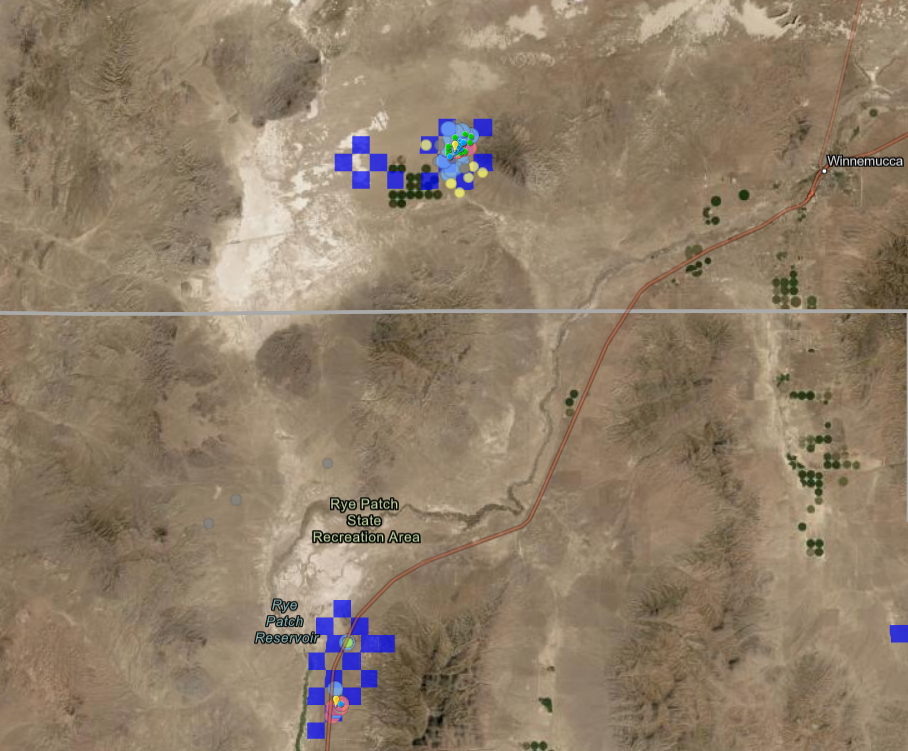 Winnemucca
Rye Patch
State
Recreation Area
Rye
Patch
Reservoir